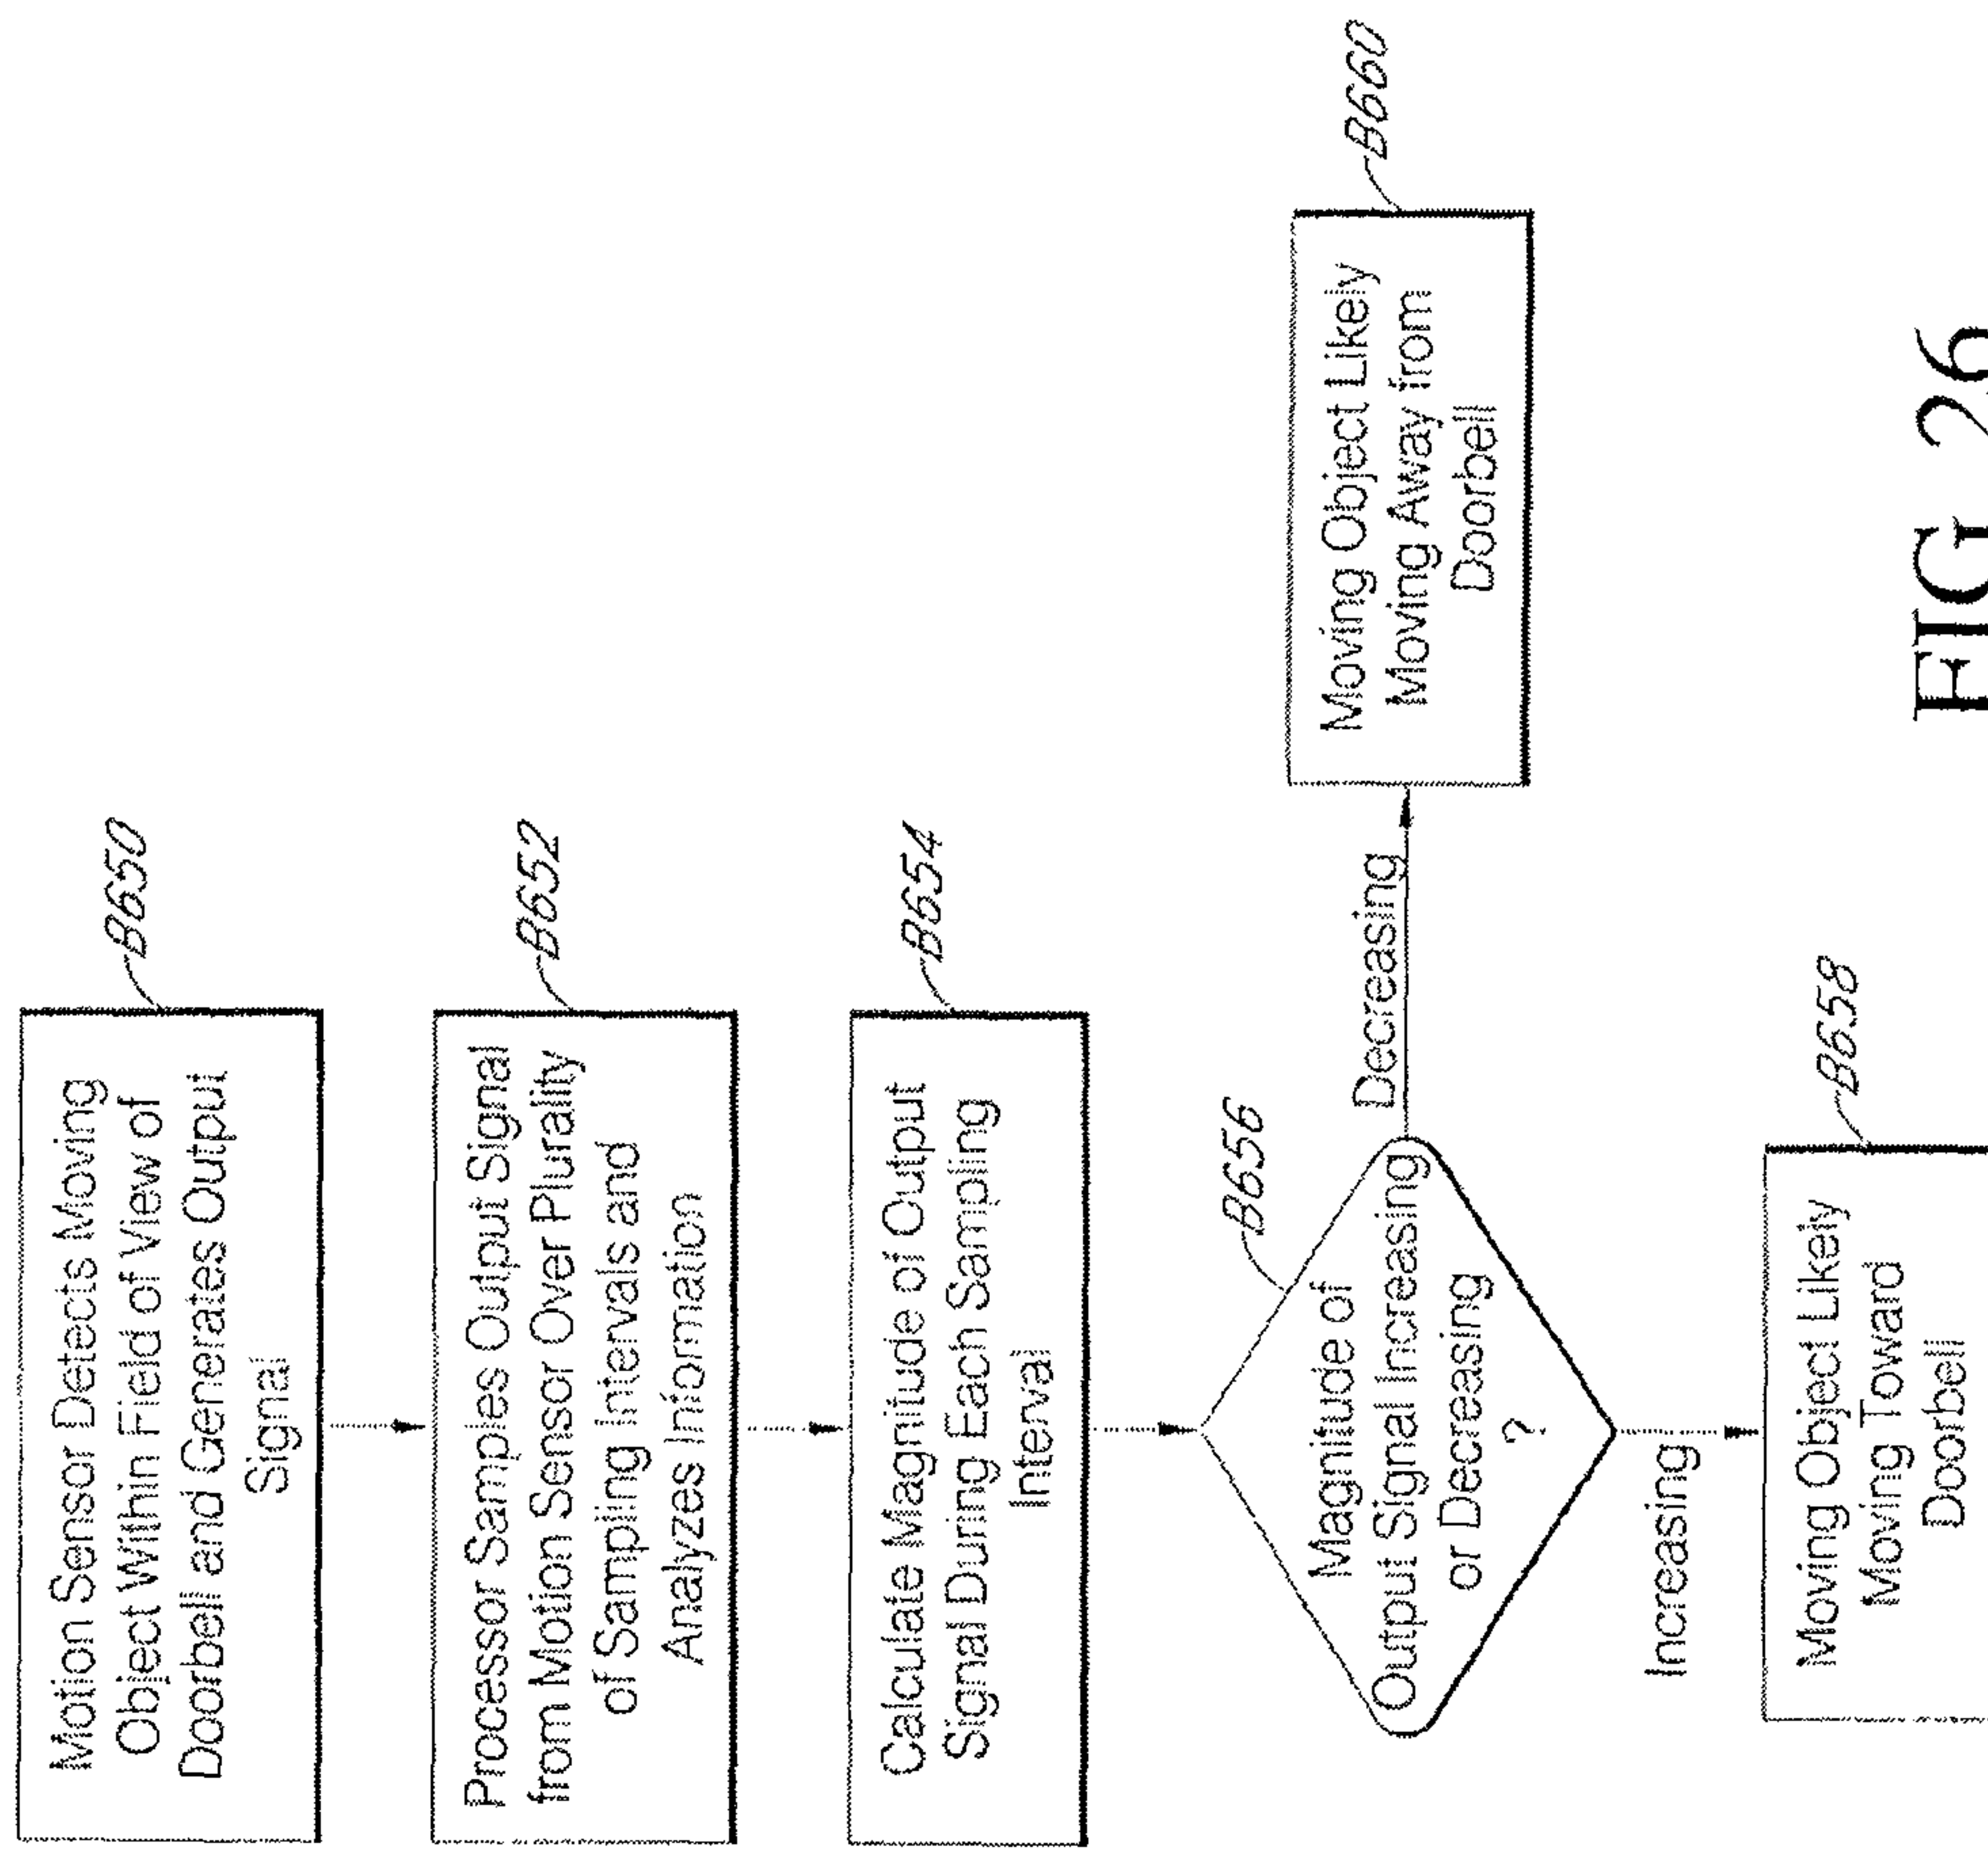 B650
Motion Sensor Detects Moving
Object Within Field of View of
Doorbell and Generates Output
Signal
B652
Processor Samples Output Signal
from Motion Sensor Over Plurality
of Sampling Intervals and
Analyzes Information
B654
Calculate Magnitude of Output
Signal During Each Sampling
Interval
B656
Magnitude of
Output Signal Increasing
or Decreasing
?
Decreasing
B660
Moving Object Likely
Moving Away from
Doorbell
Increasing
B658
Moving Object Likely
Moving Toward
Doorbell
FIG 26